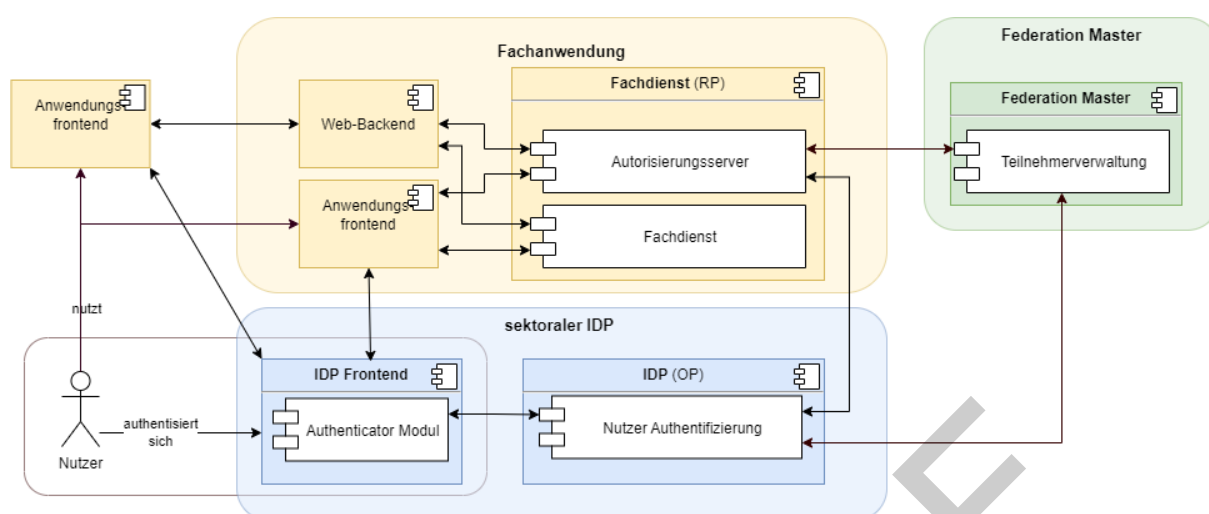 Fachanwendung
Federation Master
Anwendungs
frontend
Web-Backend
Fachdienst (RP)
Autorisierungsserver
Federation Master
Teilnehmerverwaltung
Anwendungs
frontend
Fachdienst
nutzt
sektoraler IDP
IDP Frontend
IDP (OP)
authentisiert
sich
Authenticator Modul
Nutzer Authentifizierung
Nutzer